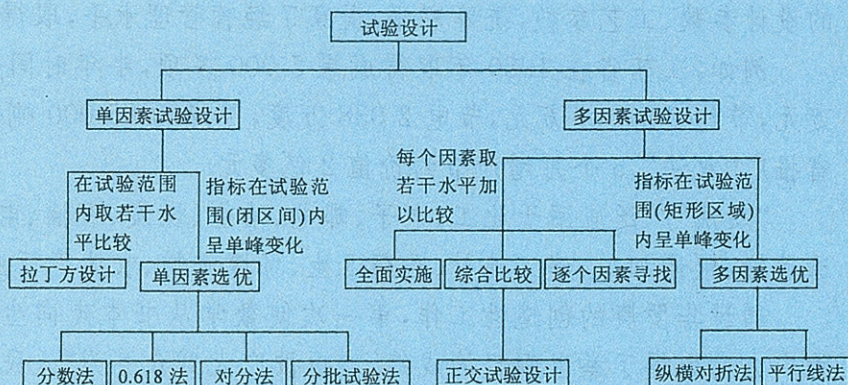 试验设计
单因素试验设计
多因素试验设计
在试验范围
内取若干水
平比较
指标在试验范
围(闭区间)内
呈单峰变化
每个因素取
若干水平加
以比较
指标在试验范
围(矩形区域)
内呈单峰变化
拉丁方设计
单因素选优
全面实施
综合比较
逐个因素寻找
多因素选优
分数法
0.618 法
对分法
分批试验法
正交试验设计
纵横对折法
平行线法